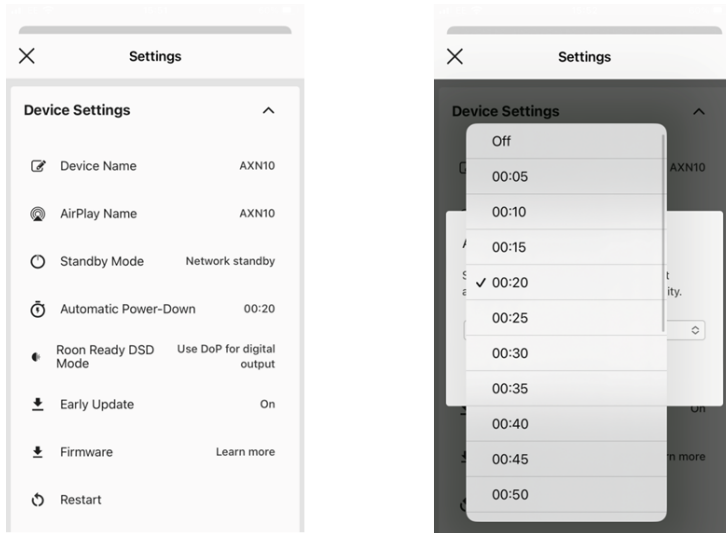 Settings
Device Settings
Device Name AXN10
AirPlay Name AXN10
Standby Mode Network standby
Automatic Power-Down 00:20
Roon Ready DSD Mode
Use DoP for digital output
Early Update On
Firmware Learn more
Restart
Settings
Device Settings
AXN10
Off
00:05
00:10
00:15
00:20
ity.
00:25
00:30
00:35
00:40
On
00:45
n more
00:50